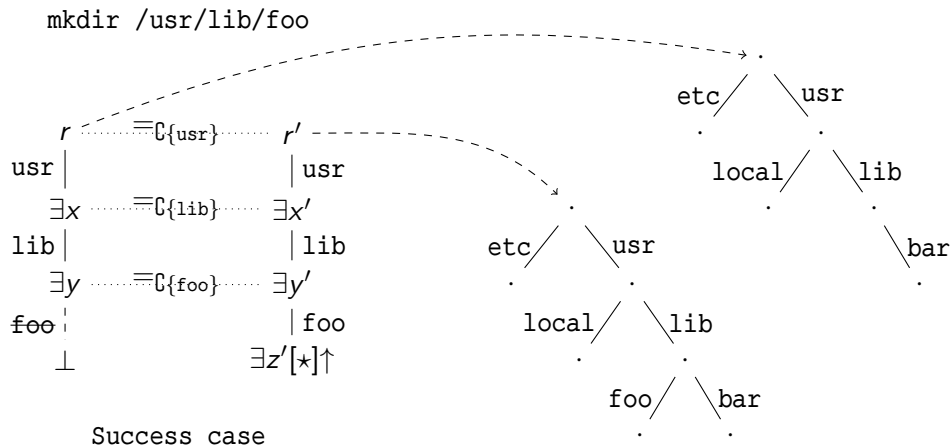 mkdir /usr/lib/foo
etc usr
r =∁{usr} r′
usr usr local lib
∃x =∁{lib} ∃x′
lib lib etc usr bar
∃y =∁{foo} ∃y′
foo foo local lib
⊥ ∃z′[⋆]↑
foo bar
Success case